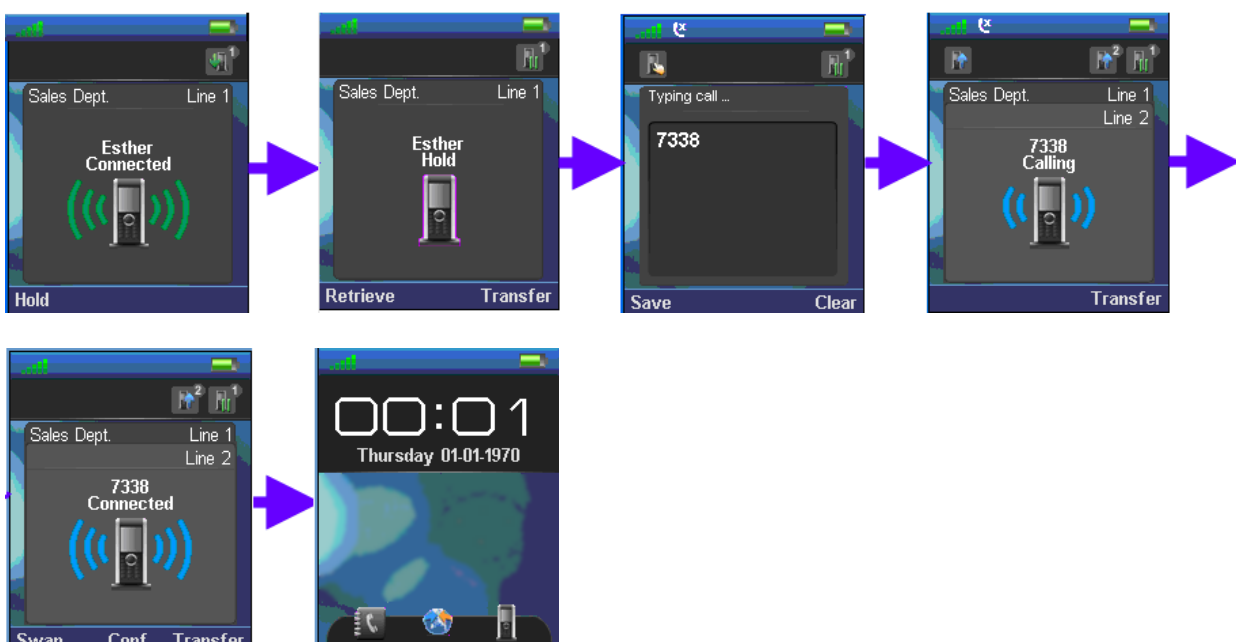 1
Sales Dept. Line 1
Esther
Connected
Hold
1
Sales Dept. Line 1
Esther
Hold
Retrieve Transfer
1
Typing call ...
7338
Save Clear
2 1
Sales Dept. Line 1
Line 2
7338
Calling
Transfer
2 1
Sales Dept. Line 1
Line 2
7338
Connected
Swap Conf Transfer
00:01
Thursday 01-01-1970